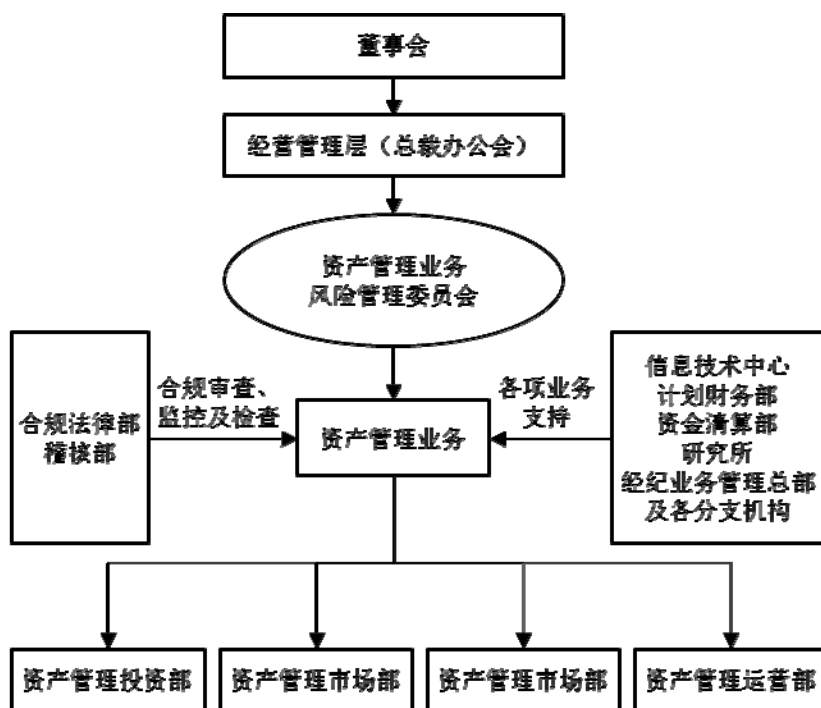 董事会
经营管理层（总裁办公会）
资产管理业务
风险管理委员会
合规法律部
稽核部
合规审查、
监控及检查
资产管理业务
各项业务
支持
信息技术中心
计划财务部
资金清算部
研究所
经纪业务管理总部
及各分支机构
资产管理投资部
资产管理市场部
资产管理市场部
资产管理运营部